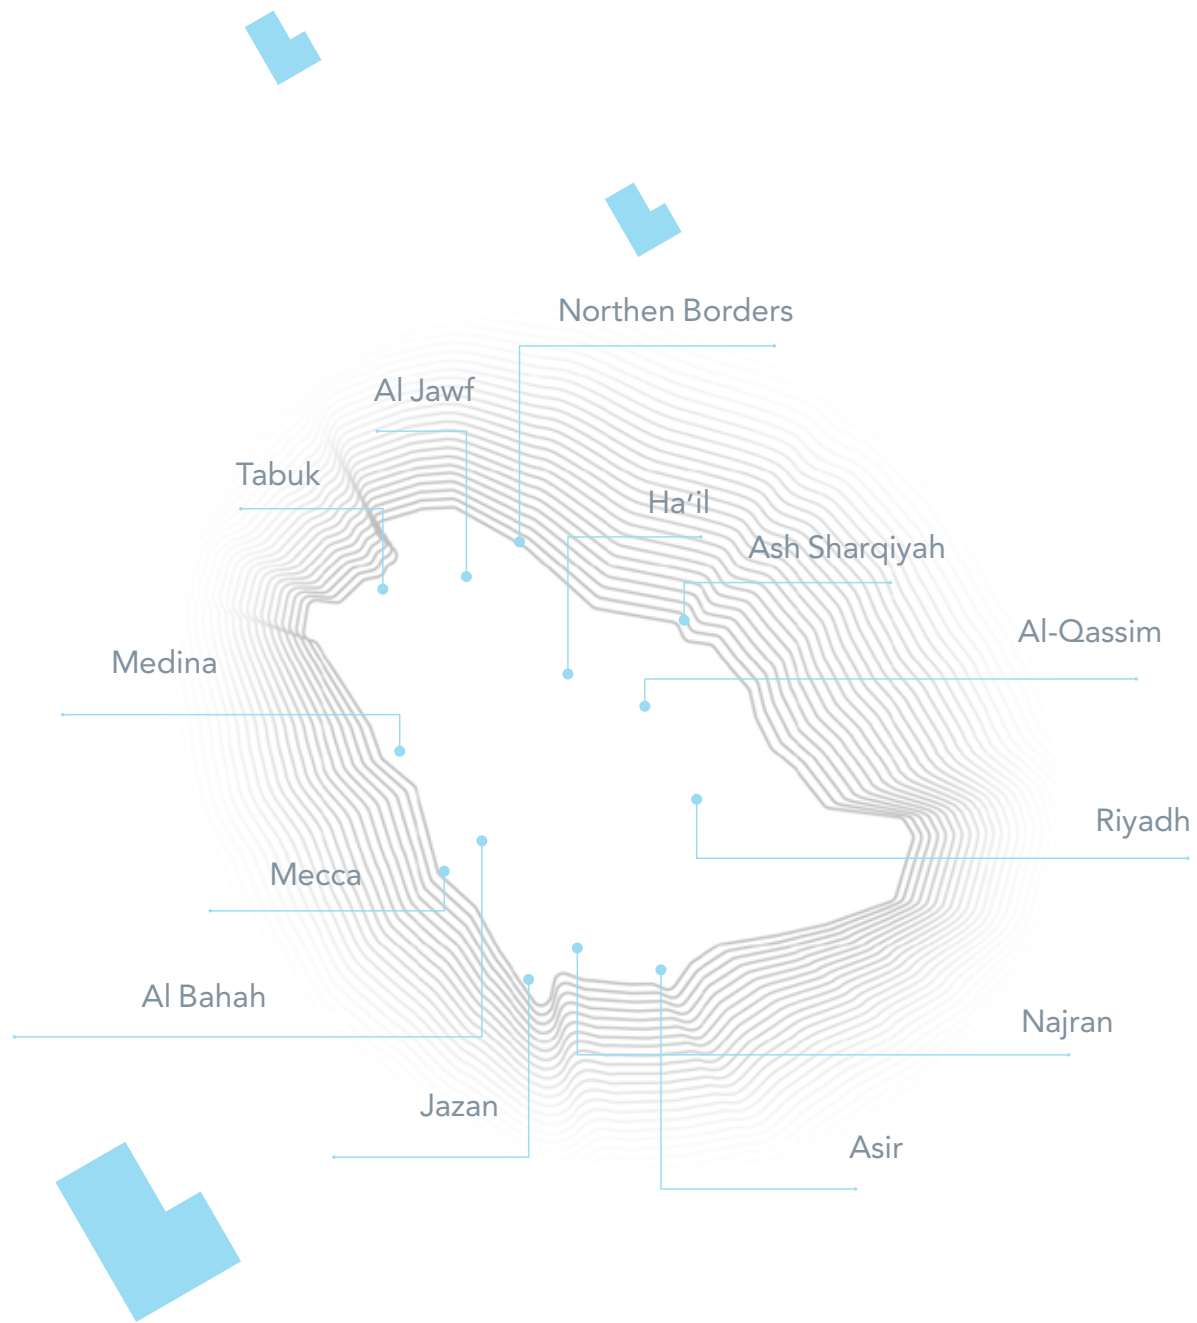 Northen Borders
Al Jawf
Tabuk
Ha’il
Ash Sharqiyah
Al-Qassim
Medina
Riyadh
Mecca
Al Bahah
Najran
Jazan
Asir